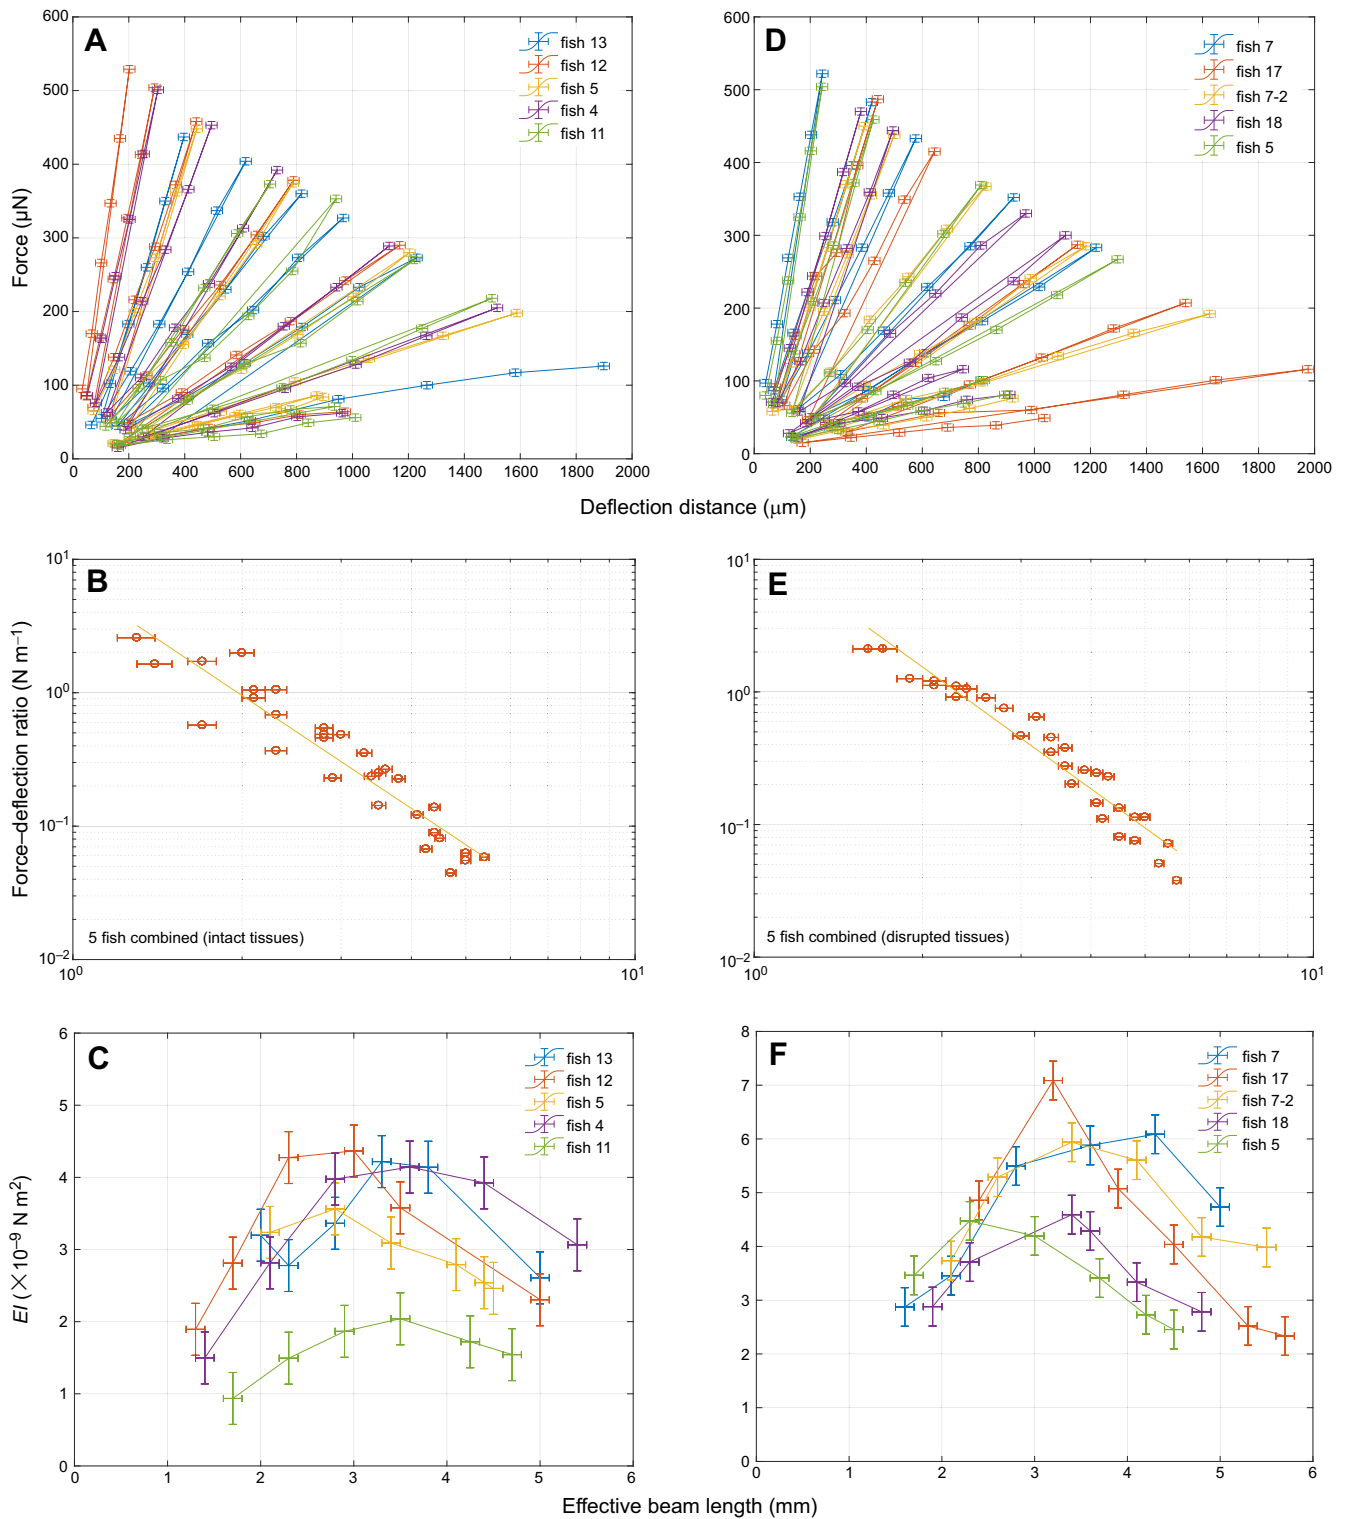 A
fish 13
fish 12
fish 5
fish 4
fish 11
Force (µN)
600
500
400
300
200
100
0
0 200 400 600 800 1000 1200 1400 1600 1800 2000
D
fish 7
fish 17
fish 7-2
fish 18
fish 5
600
500
400
300
200
100
0
0 200 400 600 800 1000 1200 1400 1600 1800 2000
Deflection distance (µm)
B
Force–deflection ratio (N m⁻¹)
10¹
10⁰
10⁻¹
10⁻²
5 fish combined (intact tissues)
10⁰ 10¹
E
10¹
10⁰
10⁻¹
10⁻²
5 fish combined (disrupted tissues)
10⁰ 10¹
C
fish 13
fish 12
fish 5
fish 4
fish 11
EI (×10⁻⁹ N m²)
6
5
4
3
2
1
0
0 1 2 3 4 5 6
F
fish 7
fish 17
fish 7-2
fish 18
fish 5
8
7
6
5
4
3
2
1
0
0 1 2 3 4 5 6
Effective beam length (mm)